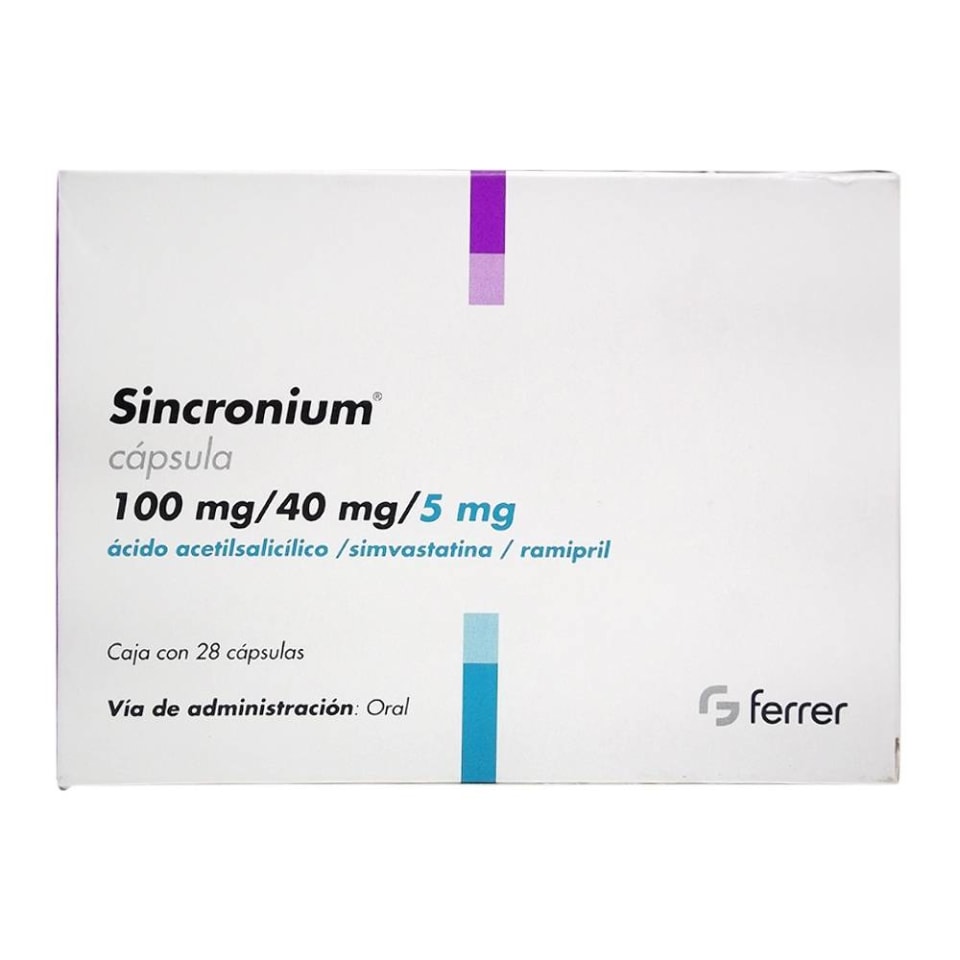 Sincronium®
cápsula
100 mg/40 mg/5 mg
ácido acetilsalicílico /simvastatina / ramipril
Caja con 28 cápsulas
Vía de administración: Oral
ferrer